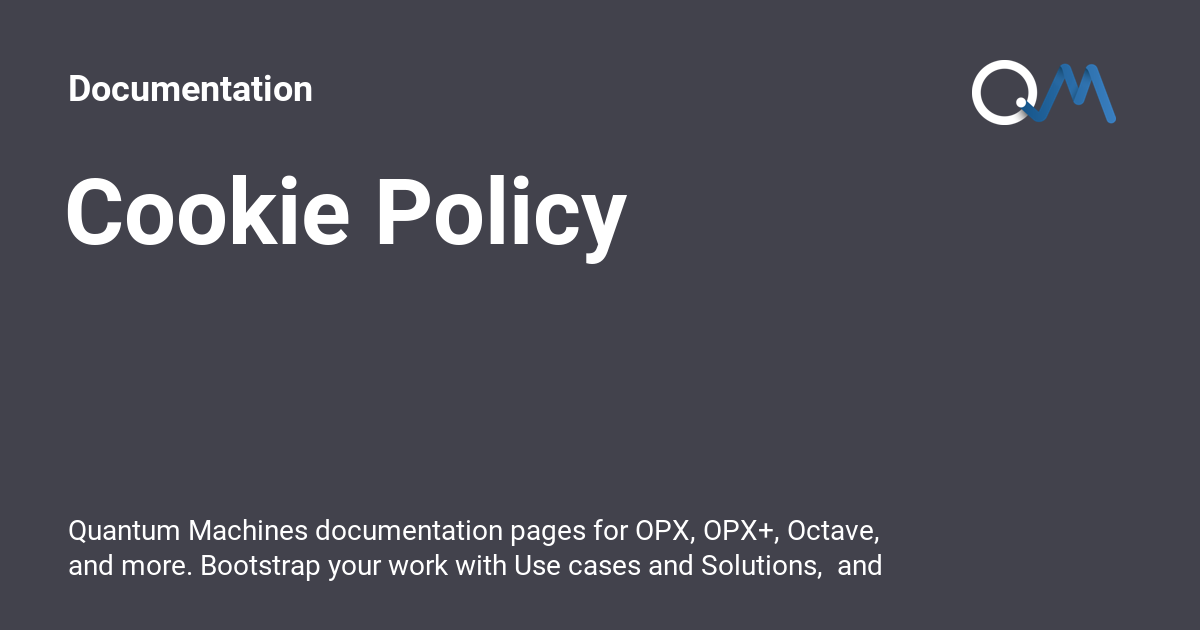 Documentation
QM
Cookie Policy
Quantum Machines documentation pages for OPX, OPX+, Octave,
and more. Bootstrap your work with Use cases and Solutions,  and